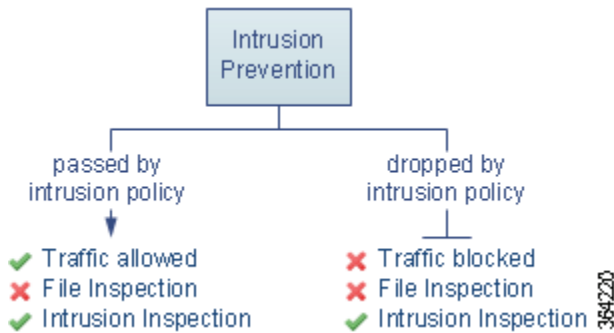 Intrusion
Prevention
passed by
intrusion policy
dropped by
intrusion policy
Traffic allowed
File Inspection
Intrusion Inspection
Traffic blocked
File Inspection
Intrusion Inspection